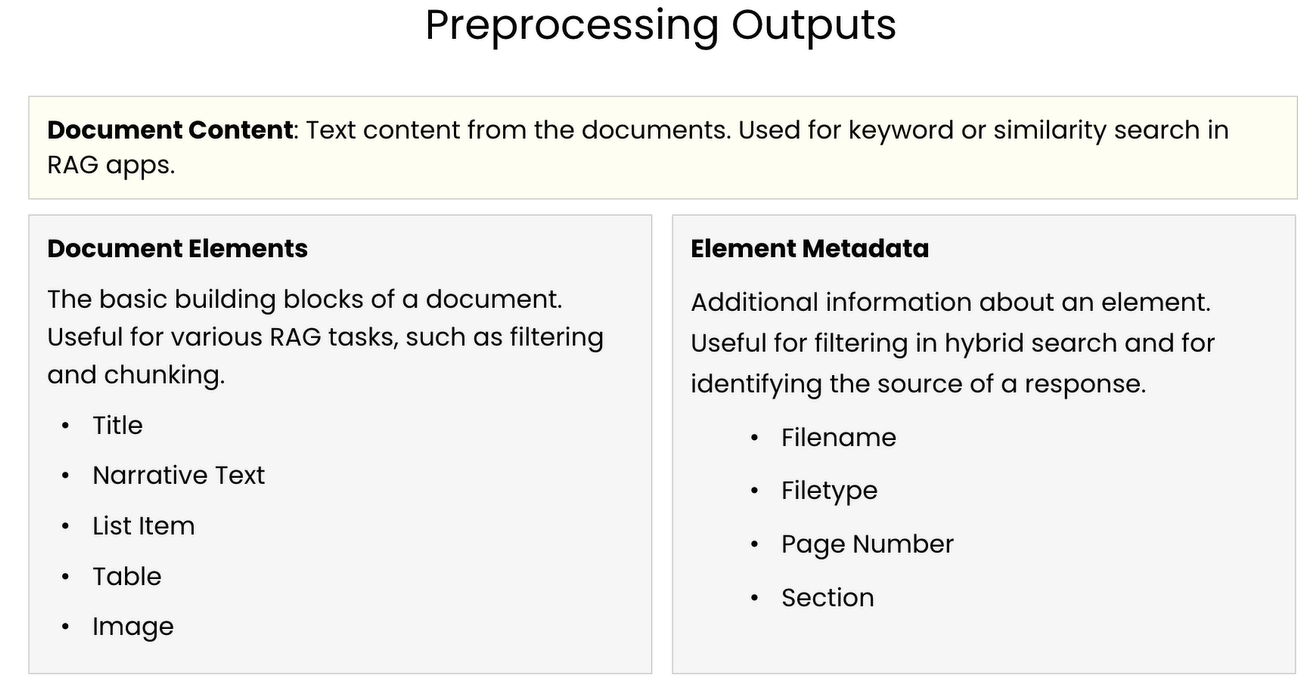 Preprocessing Outputs
Document Content: Text content from the documents. Used for keyword or similarity search in
RAG apps.
Document Elements
The basic building blocks of a document.
Useful for various RAG tasks, such as filtering
and chunking.
• Title
• Narrative Text
• List Item
• Table
• Image
Element Metadata
Additional information about an element.
Useful for filtering in hybrid search and for
identifying the source of a response.
• Filename
• Filetype
• Page Number
• Section